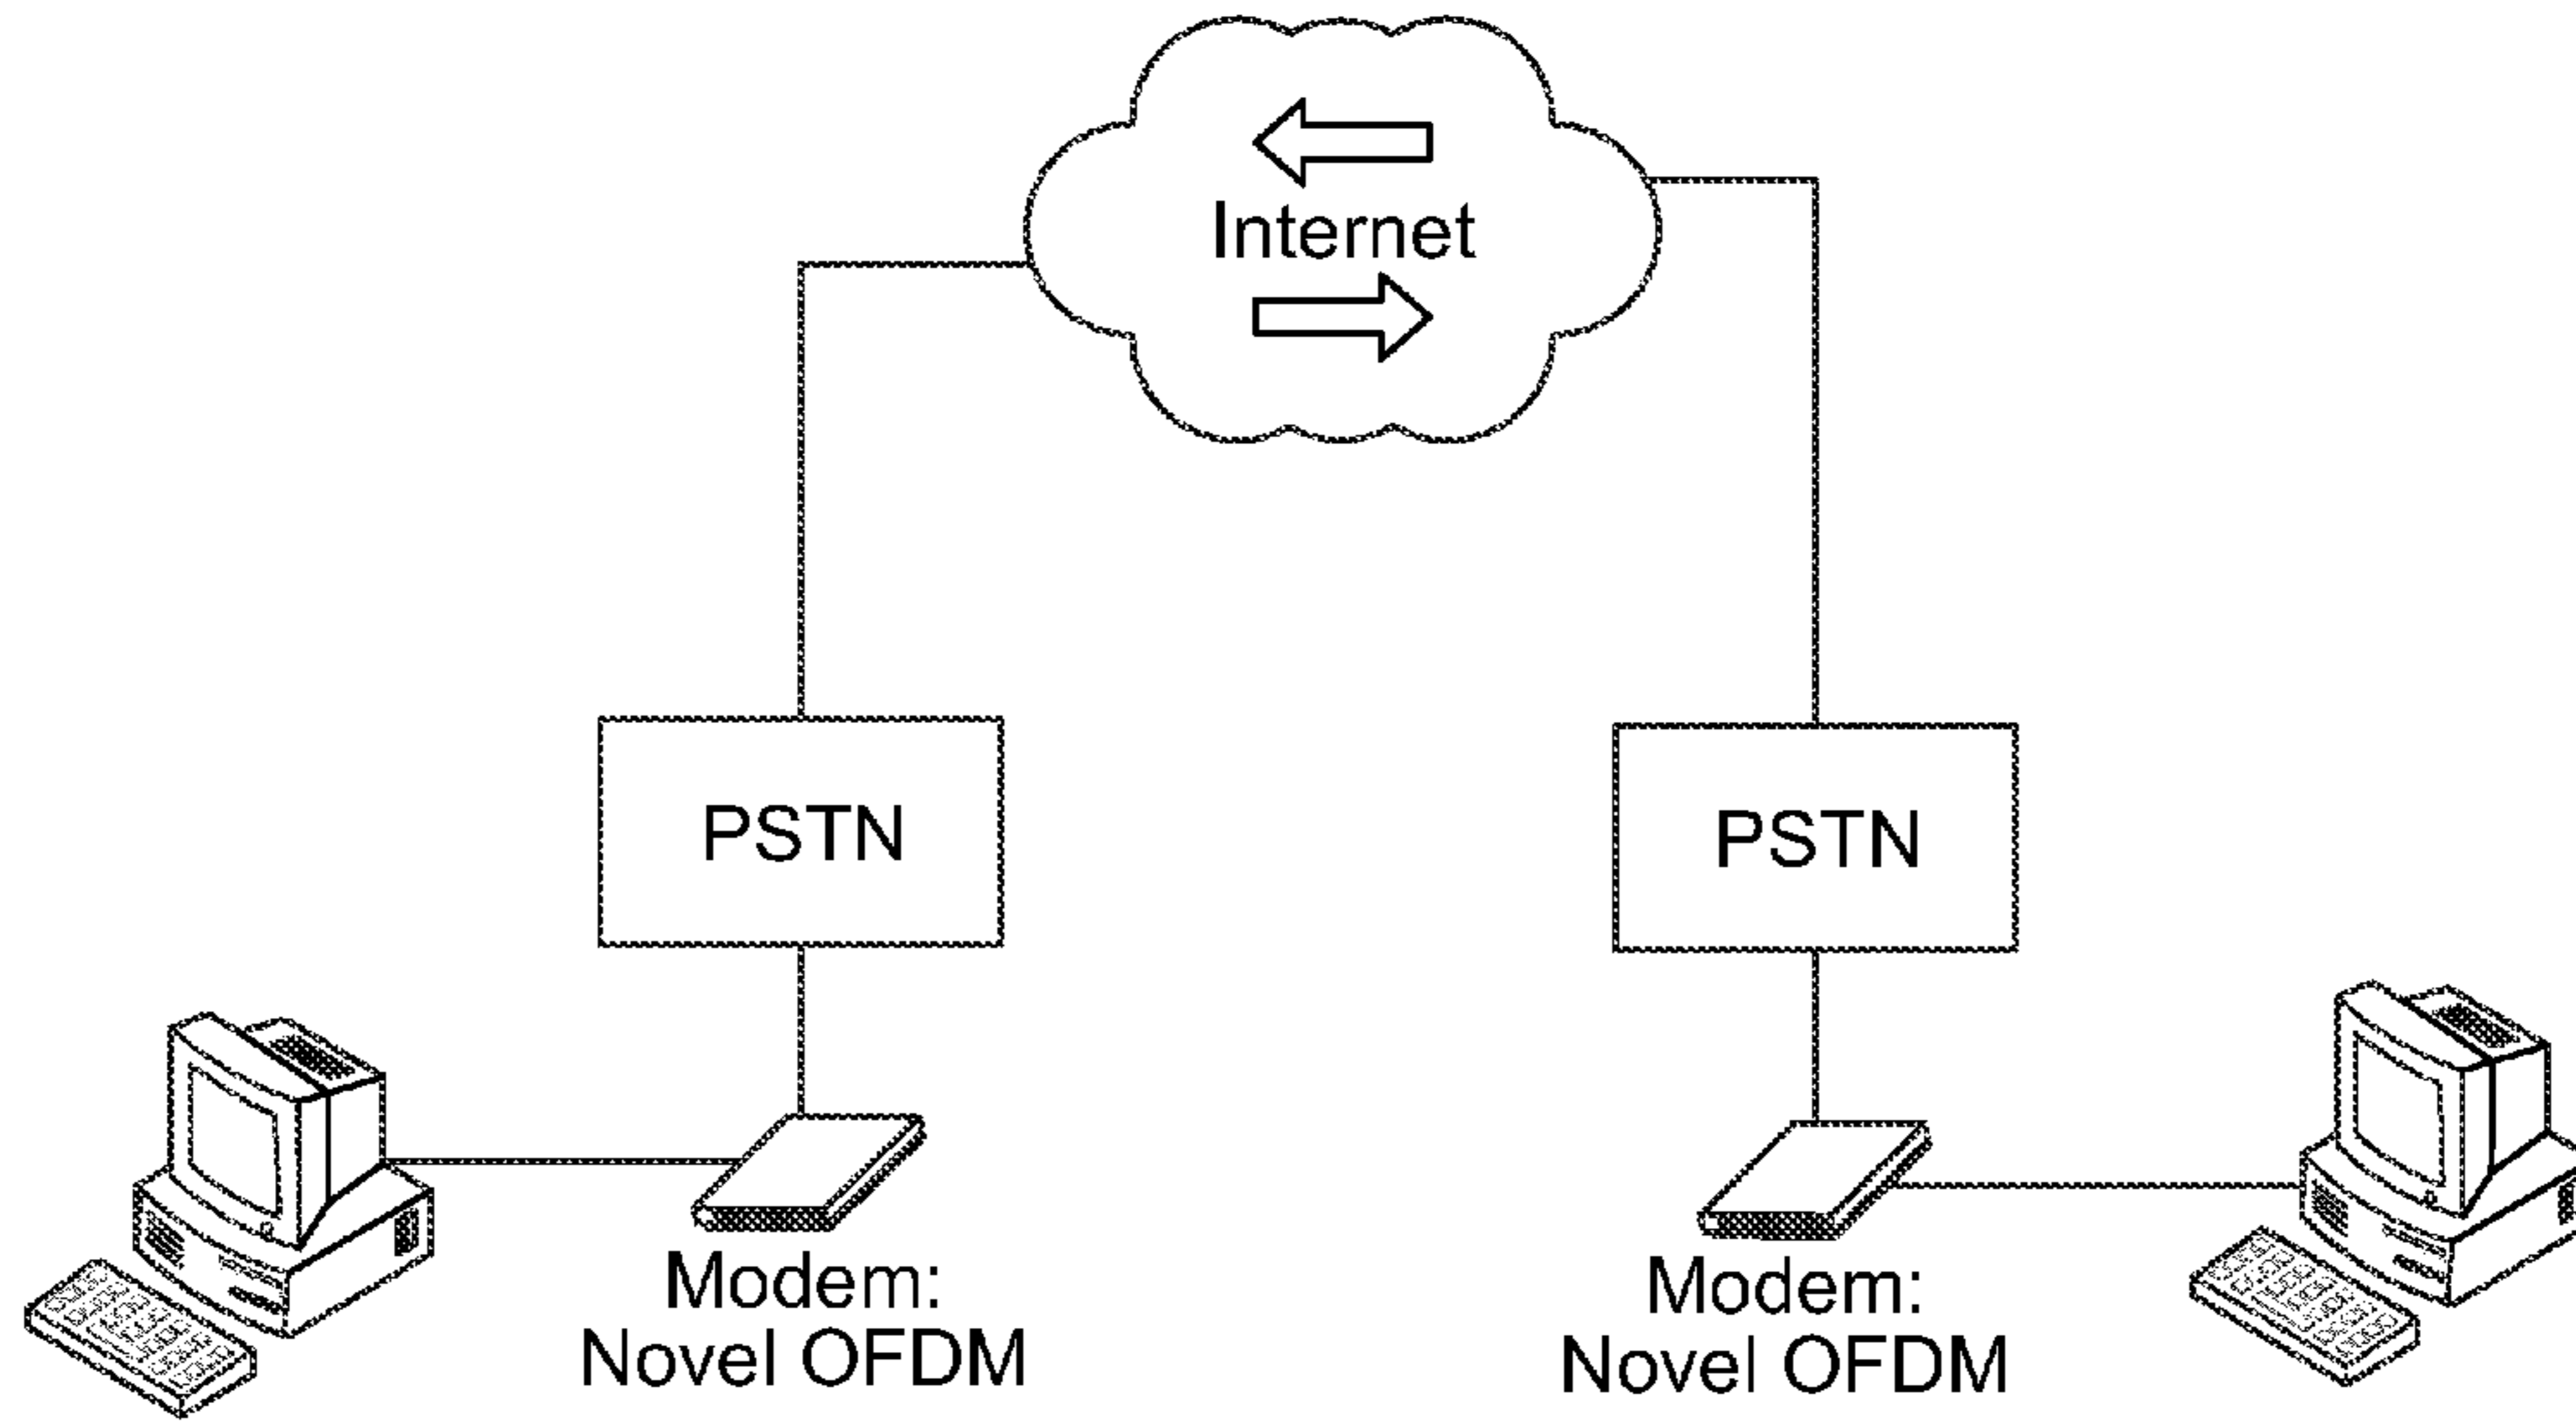 Internet
PSTN
PSTN
Modem:
Novel OFDM
Modem:
Novel OFDM